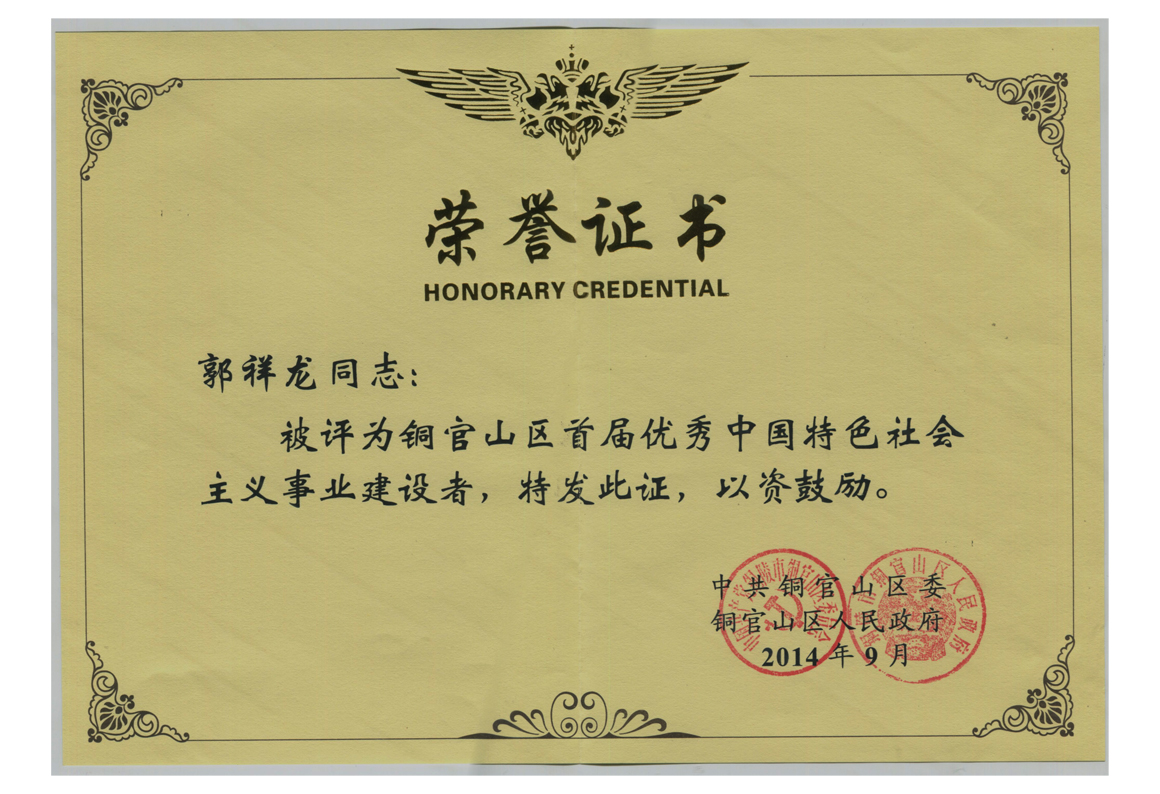 荣誉证书
HONORARY CREDENTIAL
郭祥龙同志：
被评为铜官山区首届优秀中国特色社会
主义事业建设者，特发此证，以资鼓励。
中共铜官山区委
铜官山区人民政府
2014年9月